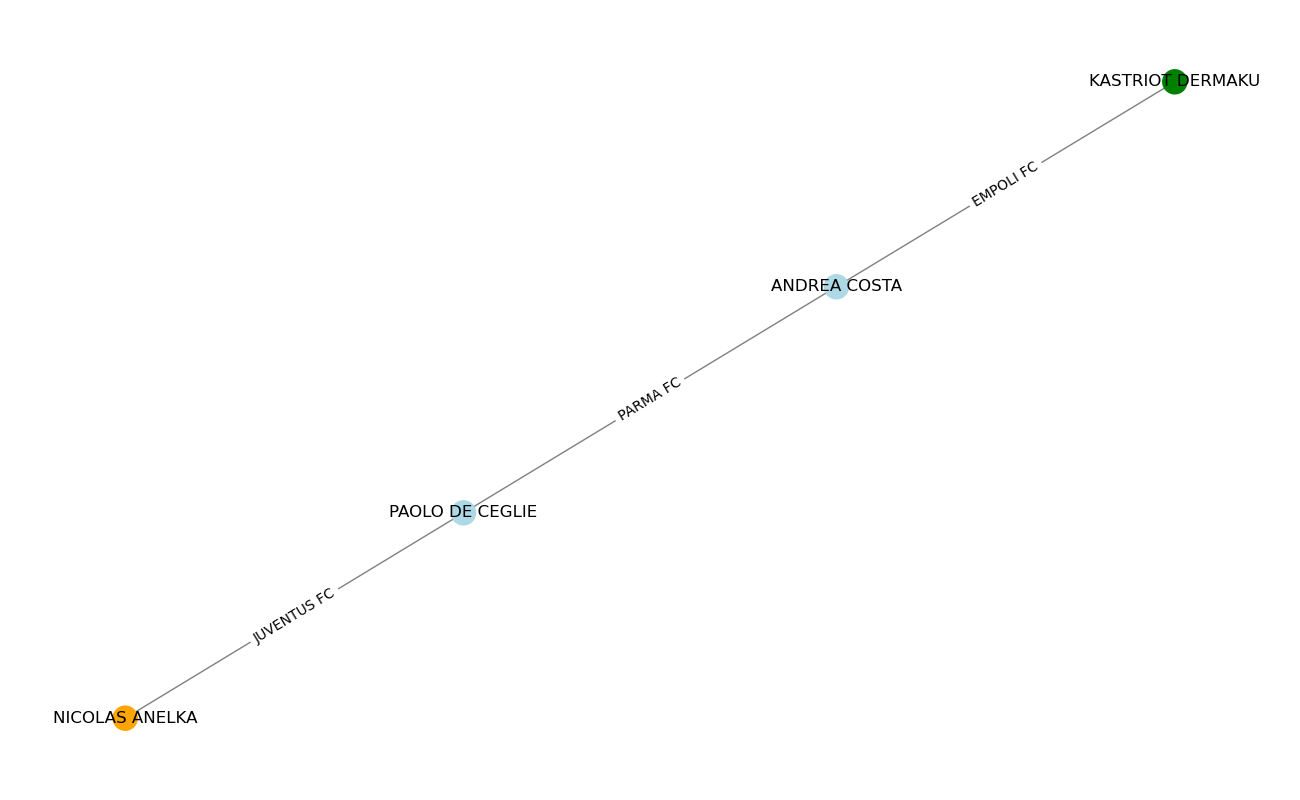 KASTRIOT DERMAKU
EMPOLI FC
ANDREA COSTA
PARMA FC
PAOLO DE CEGLIE
JUVENTUS FC
NICOLAS ANELKA